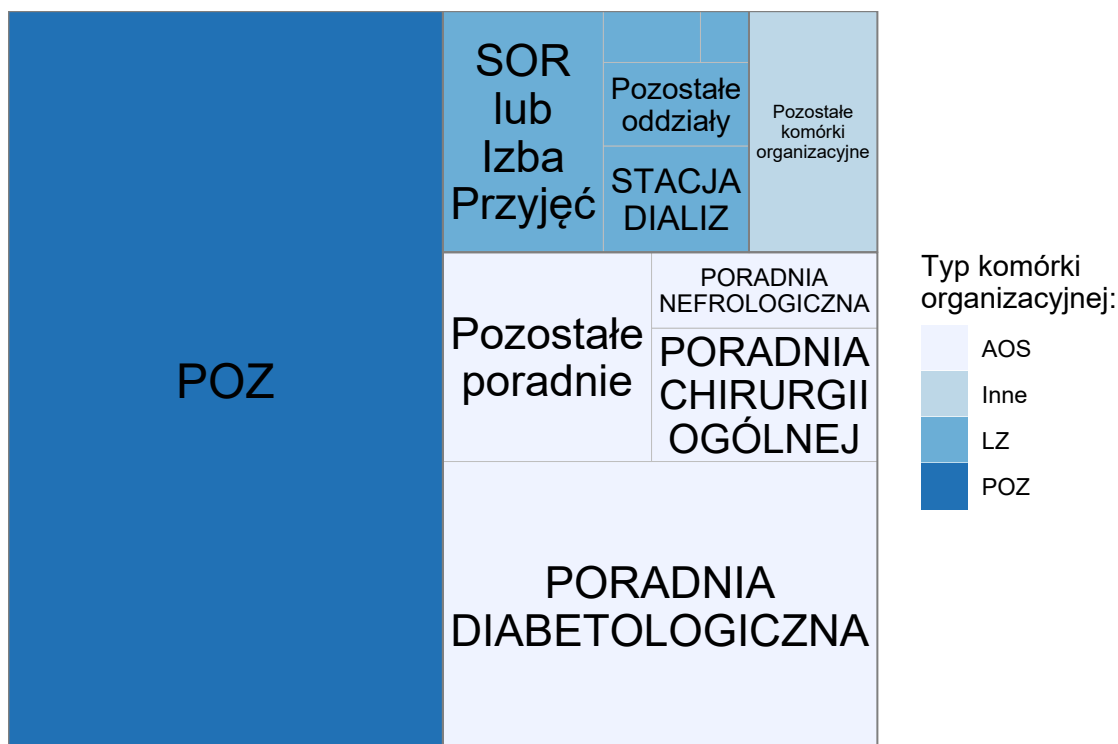 POZ
SOR
lub
Izba
Przyjęć
Pozostałe
oddziały
STACJA
DIALIZ
Pozostałe
komórki
organizacyjne
Pozostałe
poradnie
PORADNIA
NEFROLOGICZNA
PORADNIA
CHIRURGII
OGÓLNEJ
PORADNIA
DIABETOLOGICZNA
Typ komórki
organizacyjnej:
AOS
Inne
LZ
POZ